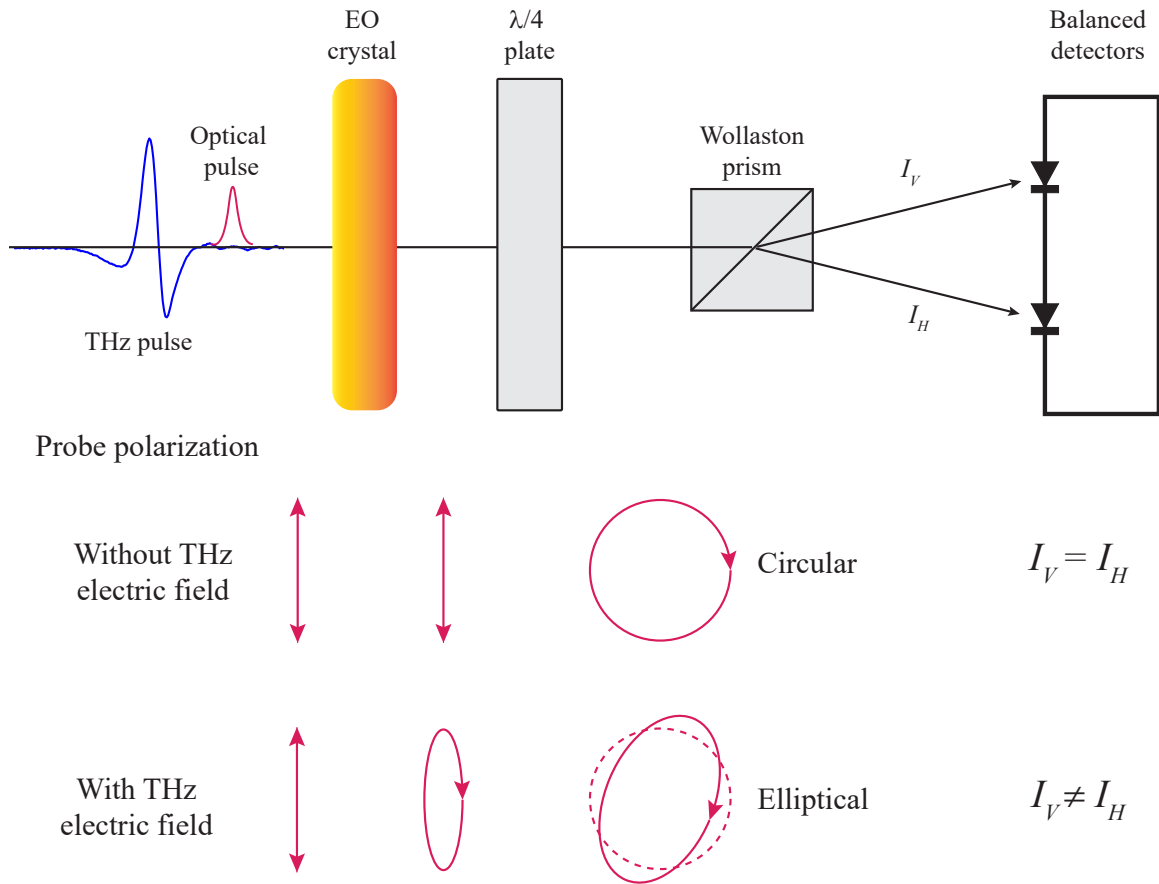 EO
crystal
λ/4
plate
Balanced
detectors
Optical
pulse
Wollaston
prism
I_V
I_H
THz pulse
Probe polarization
Without THz
electric field
Circular
I_V = I_H
With THz
electric field
Elliptical
I_V ≠ I_H